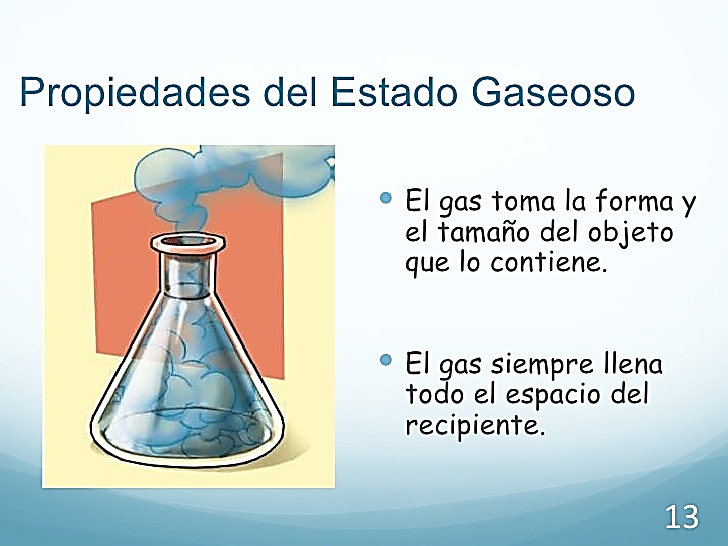 Propiedades del Estado Gaseoso
El gas toma la forma y
el tamaño del objeto
que lo contiene.
El gas siempre llena
todo el espacio del
recipiente.
13